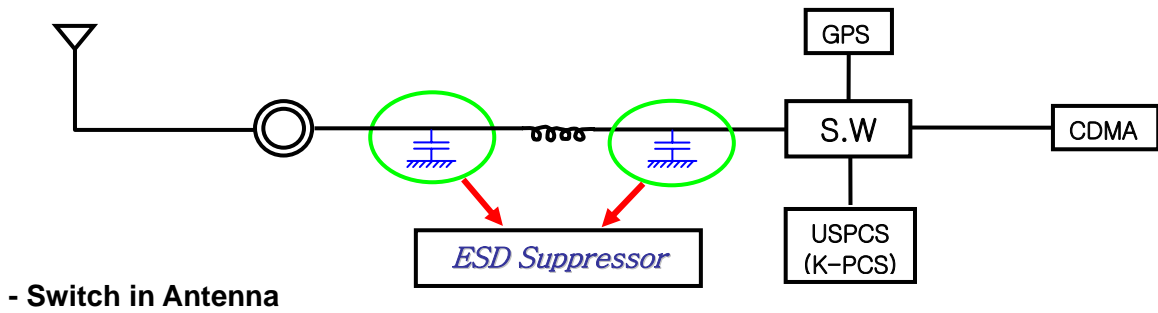 GPS
S.W
CDMA
USPCS
(K-PCS)
ESD Suppressor
- Switch in Antenna